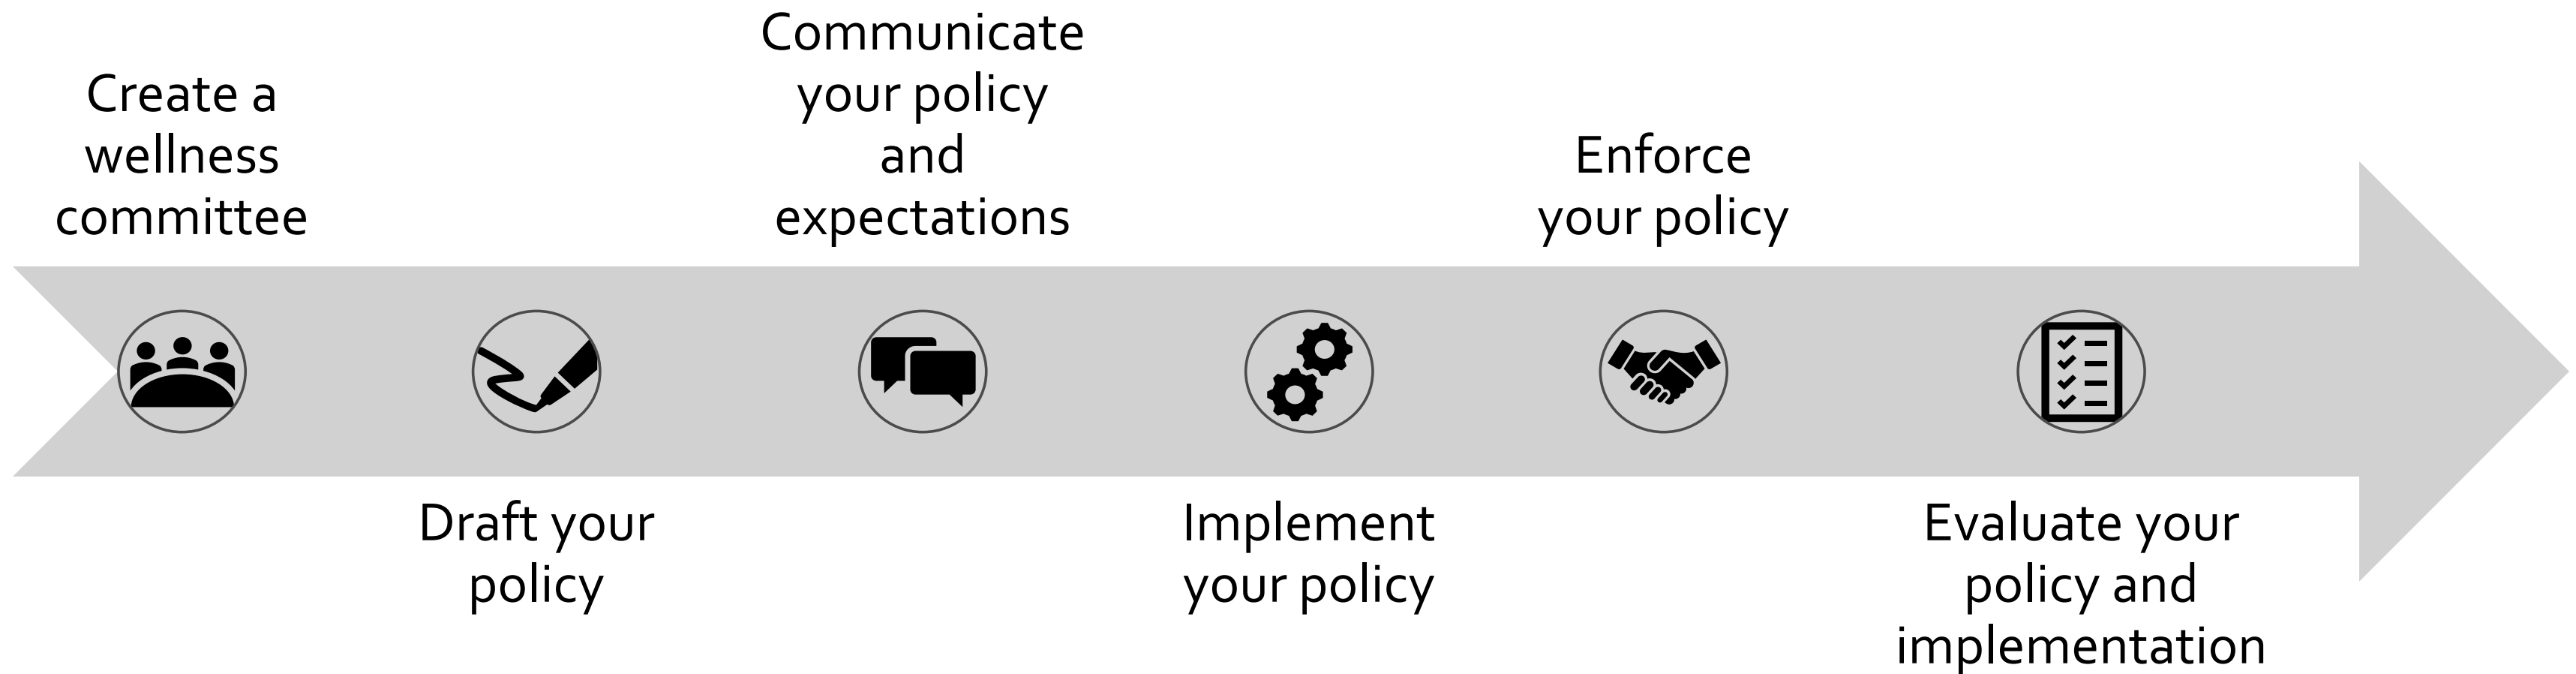 Create a
wellness
committee
Draft your
policy
Communicate
your policy
and
expectations
Implement
your policy
Enforce
your policy
Evaluate your
policy and
implementation